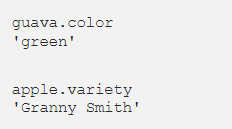 guava.color
'green'
apple.variety
'Granny Smith'